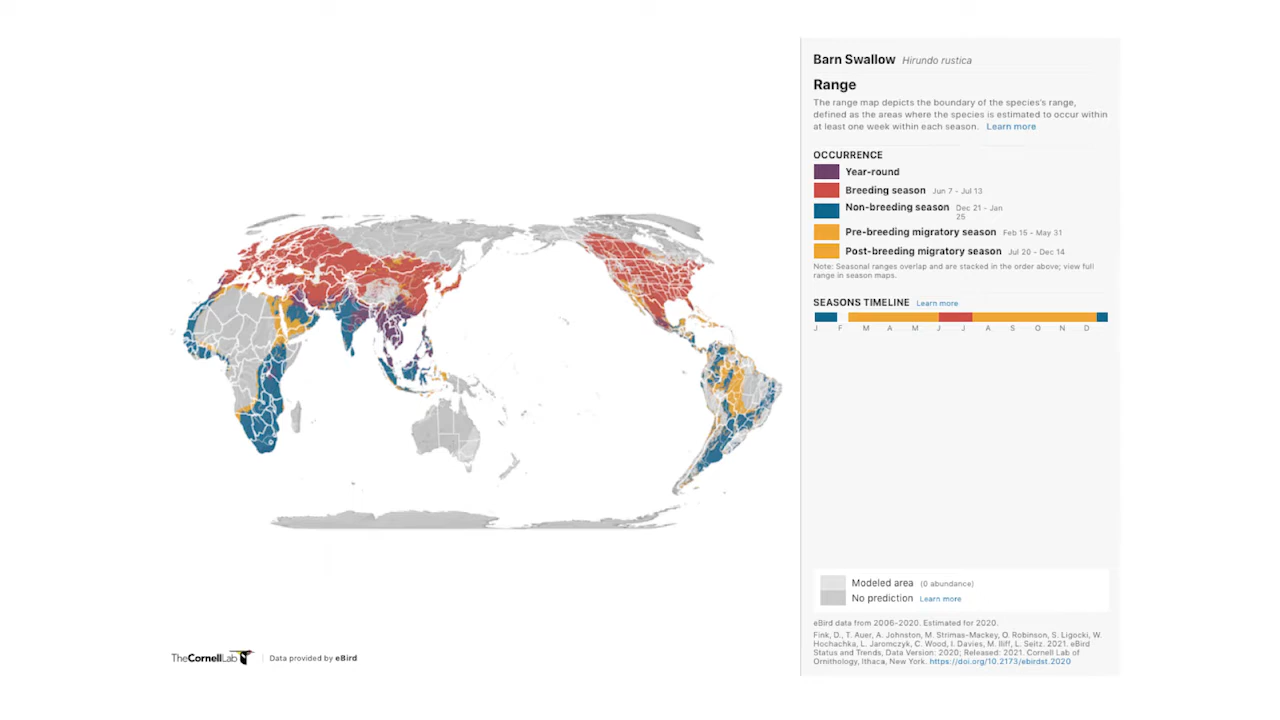 Barn Swallow Hirundo rustica
Range
The range map depicts the boundary of the species's range,
defined as the areas where the species is estimated to occur within
at least one week within each season. Learn more
OCCURRENCE
Year-round
Breeding season Jun 7 - Jul 13
Non-breeding season Dec 21 - Jan
25
Pre-breeding migratory season Feb 15 - May 31
Post-breeding migratory season Jul 20 - Dec 14
Note: Seasonal ranges overlap and are stacked in the order above; view full
range in season maps.
SEASONS TIMELINE Learn more
J F M A M J J A S O N D
Modeled area (0 abundance)
No prediction Learn more
eBird data from 2006-2020. Estimated for 2020.
Fink, D., T. Auer, A. Johnston, M. Strimas-Mackey, O. Robinson, S. Ligocki, W.
Hochachka, L. Jaromczyk, C. Wood, I. Davies, M. Iliff, L. Seitz. 2021. eBird
Status and Trends, Data Version: 2020; Released: 2021. Cornell Lab of
Ornithology, Ithaca, New York. https://doi.org/10.2173/ebirdst.2020
TheCornellLab Data provided by eBird